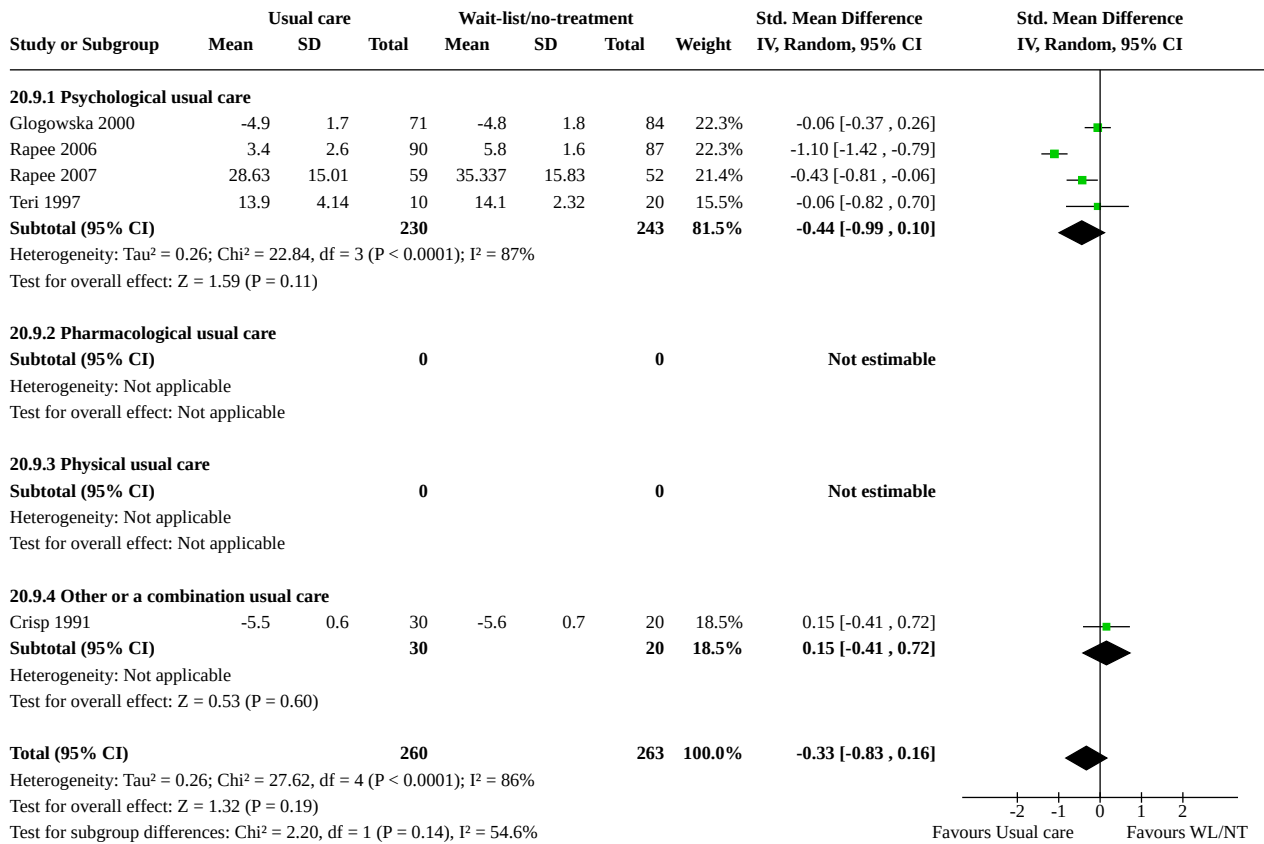 Usual care Wait-list/no-treatment Std. Mean Difference Std. Mean Difference
Study or Subgroup Mean SD Total Mean SD Total Weight IV, Random, 95% CI IV, Random, 95% CI
20.9.1 Psychological usual care
Glogowska 2000 -4.9 1.7 71 -4.8 1.8 84 22.3% -0.06 [-0.37 , 0.26]
Rapee 2006 3.4 2.6 90 5.8 1.6 87 22.3% -1.10 [-1.42 , -0.79]
Rapee 2007 28.63 15.01 59 35.337 15.83 52 21.4% -0.43 [-0.81 , -0.06]
Teri 1997 13.9 4.14 10 14.1 2.32 20 15.5% -0.06 [-0.82 , 0.70]
Subtotal (95% CI) 230 243 81.5% -0.44 [-0.99 , 0.10]
Heterogeneity: Tau² = 0.26; Chi² = 22.84, df = 3 (P < 0.0001); I² = 87%
Test for overall effect: Z = 1.59 (P = 0.11)
20.9.2 Pharmacological usual care
Subtotal (95% CI) 0 0 Not estimable
Heterogeneity: Not applicable
Test for overall effect: Not applicable
20.9.3 Physical usual care
Subtotal (95% CI) 0 0 Not estimable
Heterogeneity: Not applicable
Test for overall effect: Not applicable
20.9.4 Other or a combination usual care
Crisp 1991 -5.5 0.6 30 -5.6 0.7 20 18.5% 0.15 [-0.41 , 0.72]
Subtotal (95% CI) 30 20 18.5% 0.15 [-0.41 , 0.72]
Heterogeneity: Not applicable
Test for overall effect: Z = 0.53 (P = 0.60)
Total (95% CI) 260 263 100.0% -0.33 [-0.83 , 0.16]
Heterogeneity: Tau² = 0.26; Chi² = 27.62, df = 4 (P < 0.0001); I² = 86%
Test for overall effect: Z = 1.32 (P = 0.19)
-2 -1 0 1 2
Test for subgroup differences: Chi² = 2.20, df = 1 (P = 0.14), I² = 54.6% Favours Usual care Favours WL/NT